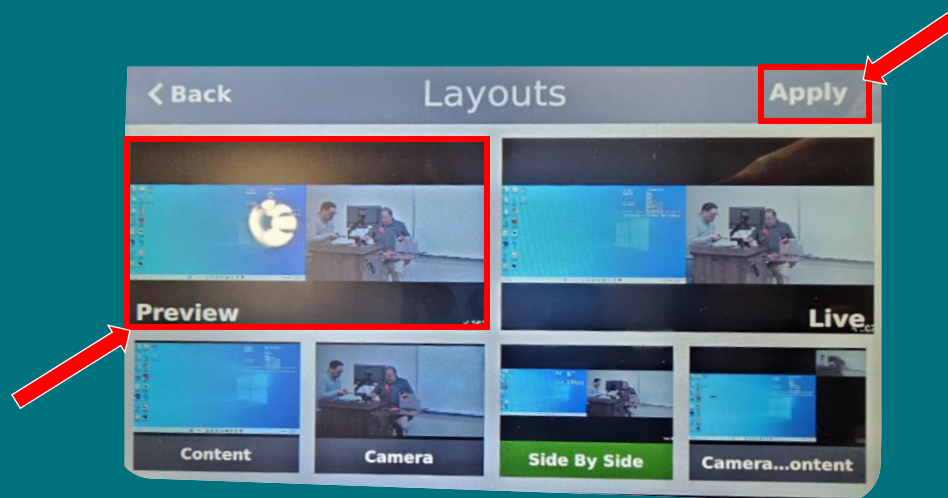 Back
Layouts
Apply
Preview
Live
Content
Camera
Side By Side
Camera...ontent